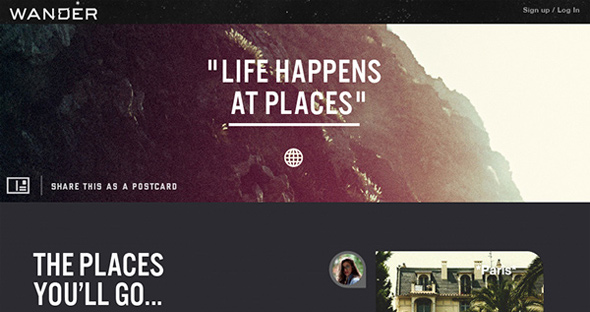 WANDER
Sign up / Log In
"LIFE HAPPENS
AT PLACES"
SHARE THIS AS A POSTCARD
THE PLACES
YOU'LL GO...
"Paris"